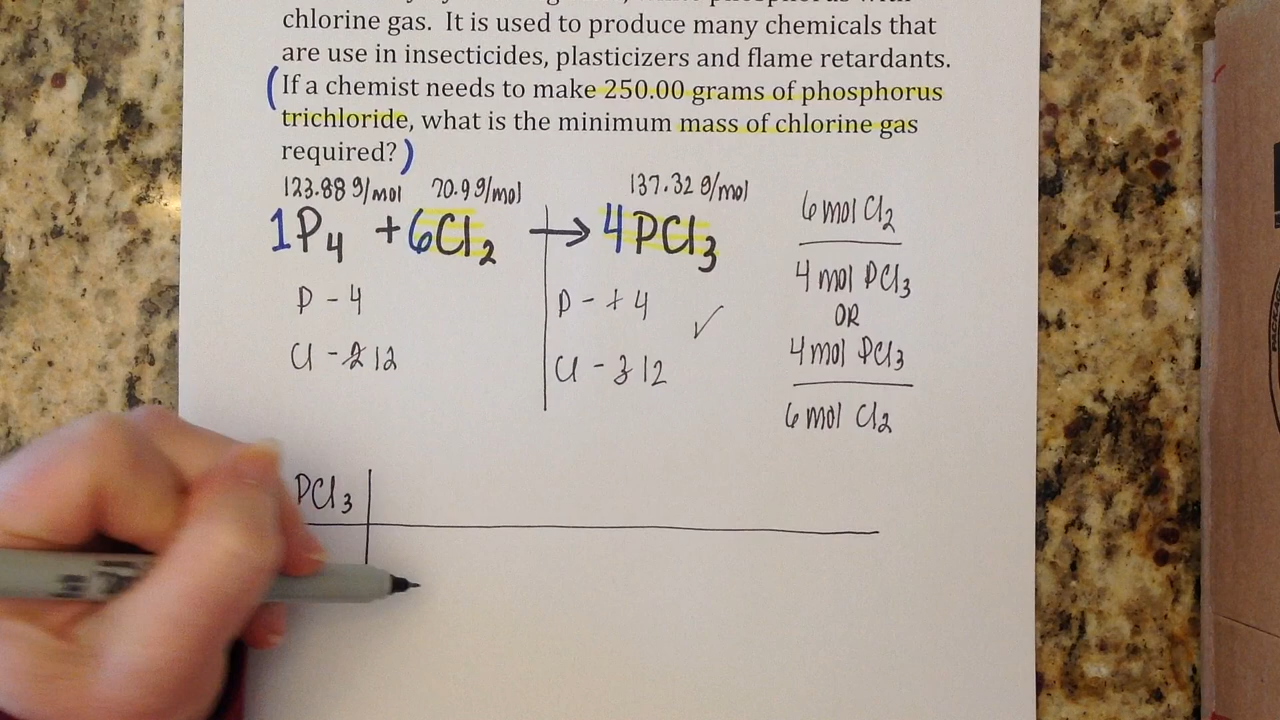 chlorine gas. It is used to produce many chemicals that
are use in insecticides, plasticizers and flame retardants.
(If a chemist needs to make 250.00 grams of phosphorus
trichloride, what is the minimum mass of chlorine gas
required?)
123.88 g/mol 70.9 g/mol 137.32 g/mol
1P₄ + 6Cl₂ → 4PCl₃
P - 4 P - 1 4 ✓
Cl - 2 12 Cl - 3 12
6 mol Cl₂
4 mol PCl₃
OR
4 mol PCl₃
6 mol Cl₂
PCl₃